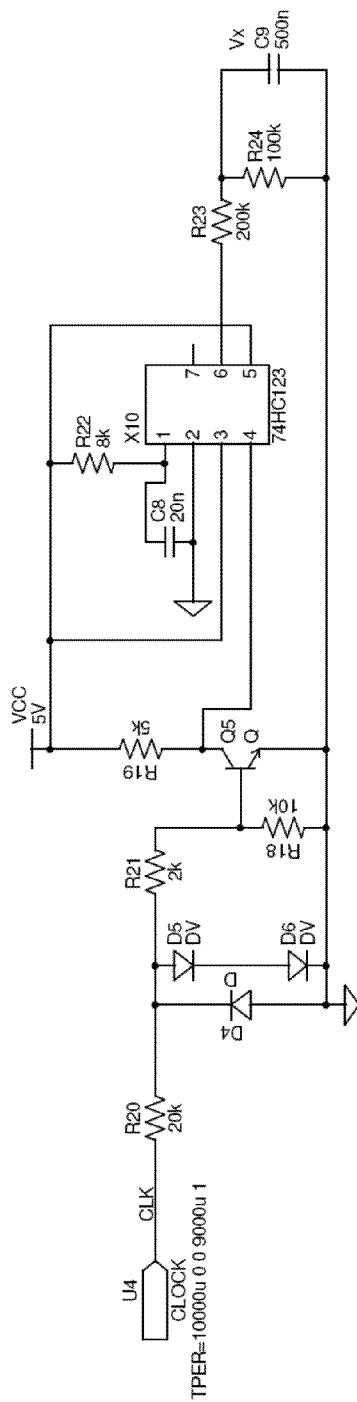 U4
CLOCK
TPER=10000u 0 0 9000u 1
CLK
R20
20k
D4
D
D5
DV
D6
DV
R21
2k
R18
10k
Q5
Q
R19
5k
VCC
5V
R22
8k
C8
20n
X10
1
2
3
4
7
6
5
74HC123
R23
200k
R24
100k
Vx
C9
500n